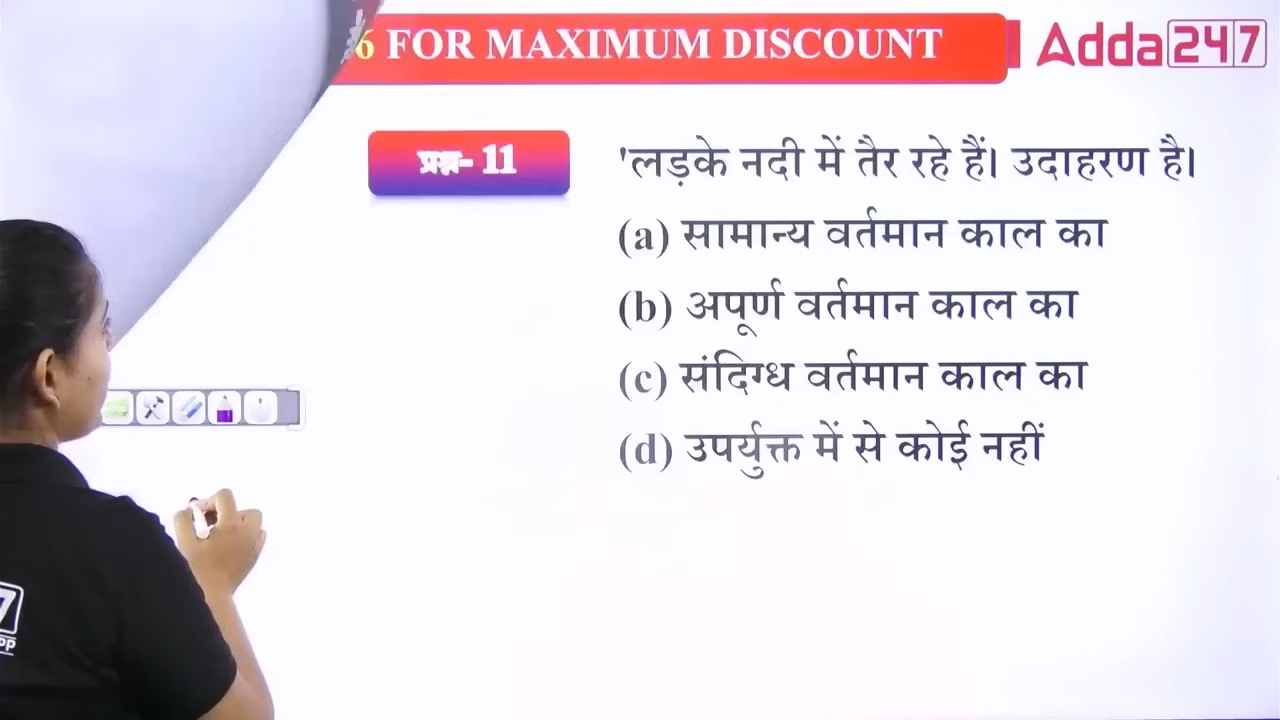 6 FOR MAXIMUM DISCOUNT
Adda247
प्रश्न- 11
'लड़के नदी में तैर रहे हैं। उदाहरण है।
(a) सामान्य वर्तमान काल का
(b) अपूर्ण वर्तमान काल का
(c) संदिग्ध वर्तमान काल का
(d) उपर्युक्त में से कोई नहीं
7